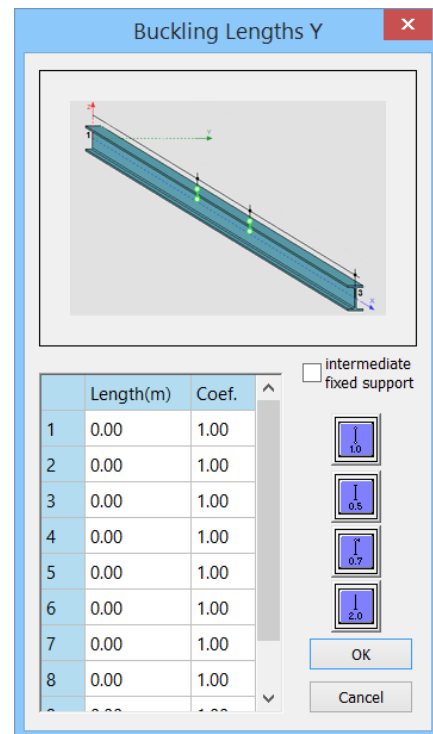 Buckling Lengths Y
×
Z
1
Y
3
X
intermediate
fixed support
Length(m) Coef.
1 0.00 1.00
2 0.00 1.00
3 0.00 1.00
4 0.00 1.00
5 0.00 1.00
6 0.00 1.00
7 0.00 1.00
8 0.00 1.00
1.0
0.5
0.7
2.0
OK
Cancel